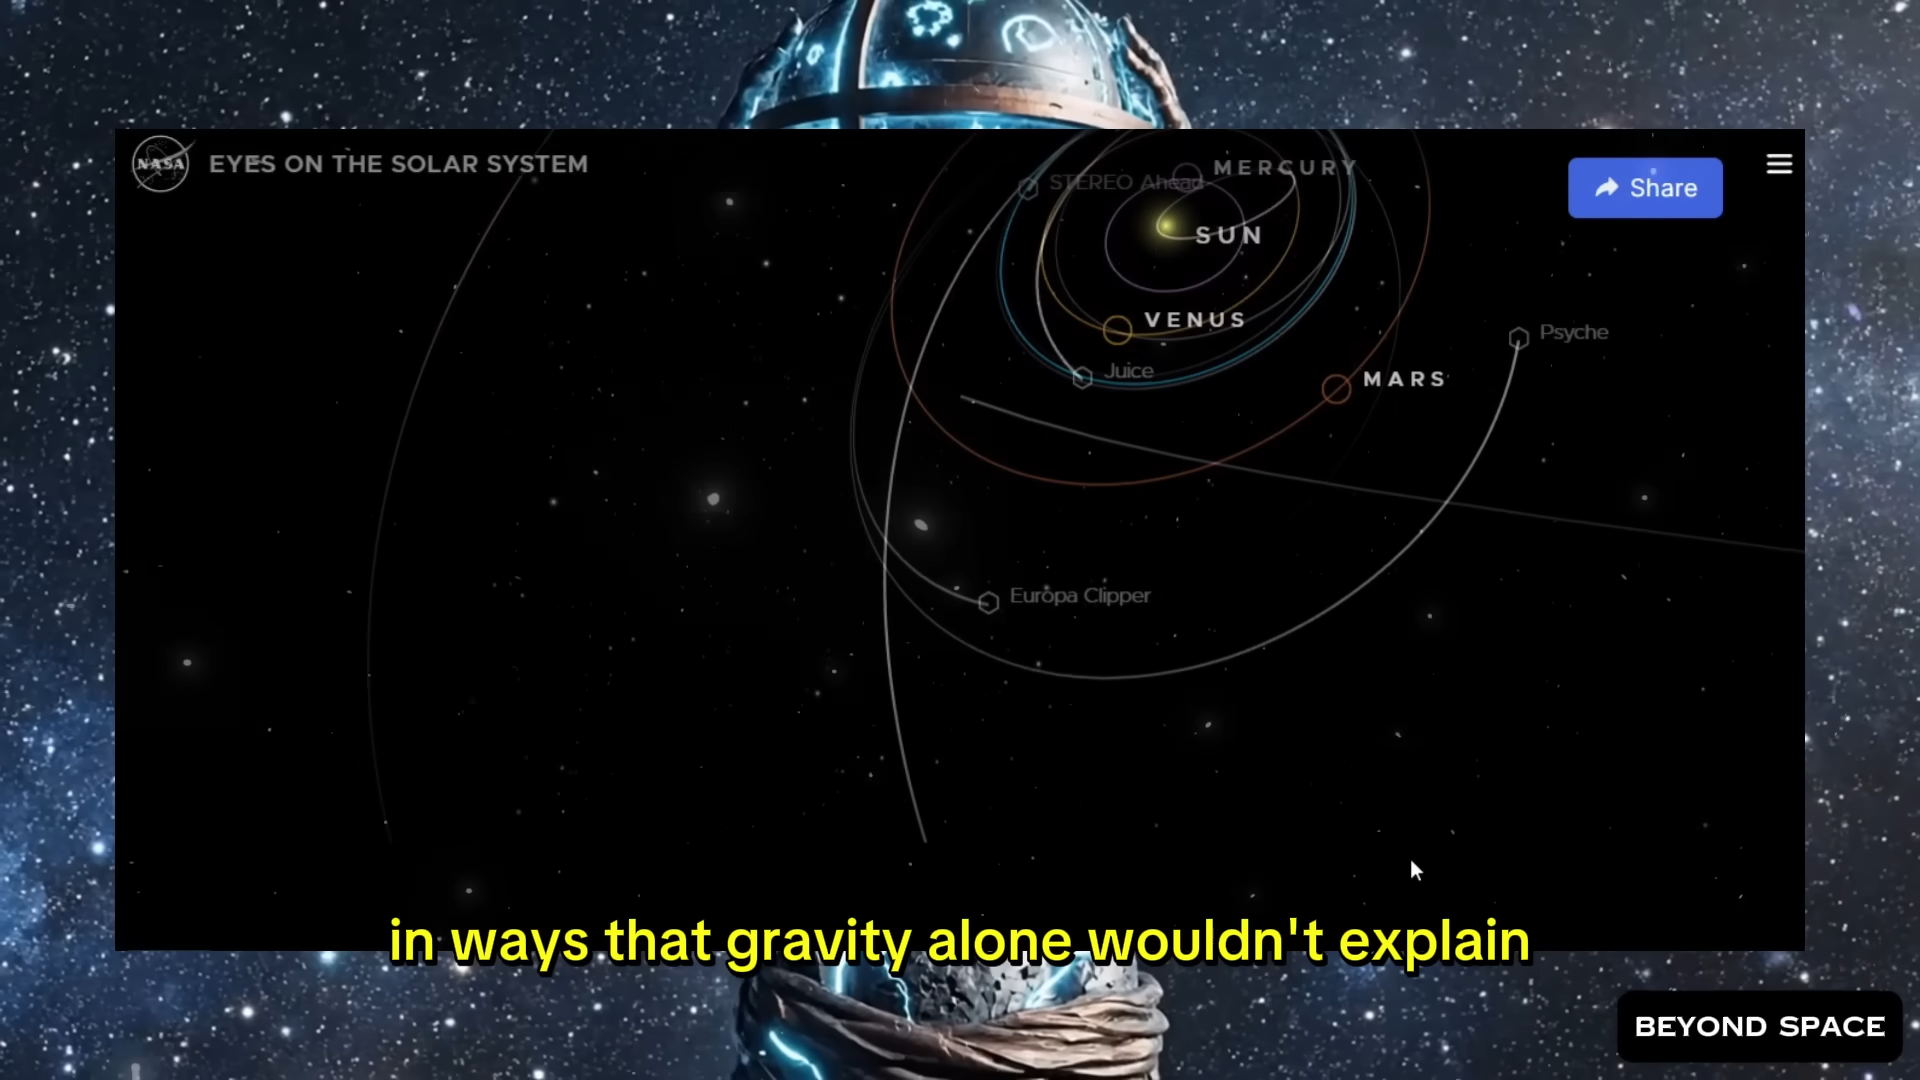 NASA
EYES ON THE SOLAR SYSTEM
Share
MERCURY
STEREO Ahead
SUN
VENUS
Psyche
Juice
MARS
Europa Clipper
in ways that gravity alone wouldn't explain
BEYOND SPACE